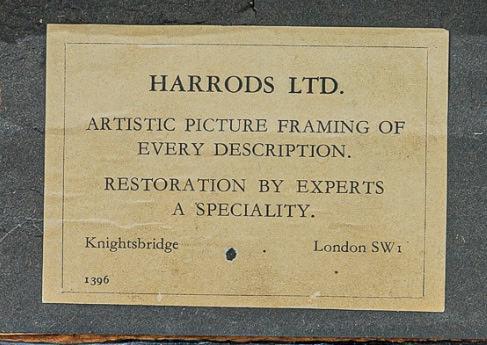 HARRODS LTD.
ARTISTIC PICTURE FRAMING OF
EVERY DESCRIPTION.
RESTORATION BY EXPERTS
A SPECIALITY.
Knightsbridge London SW1
1396